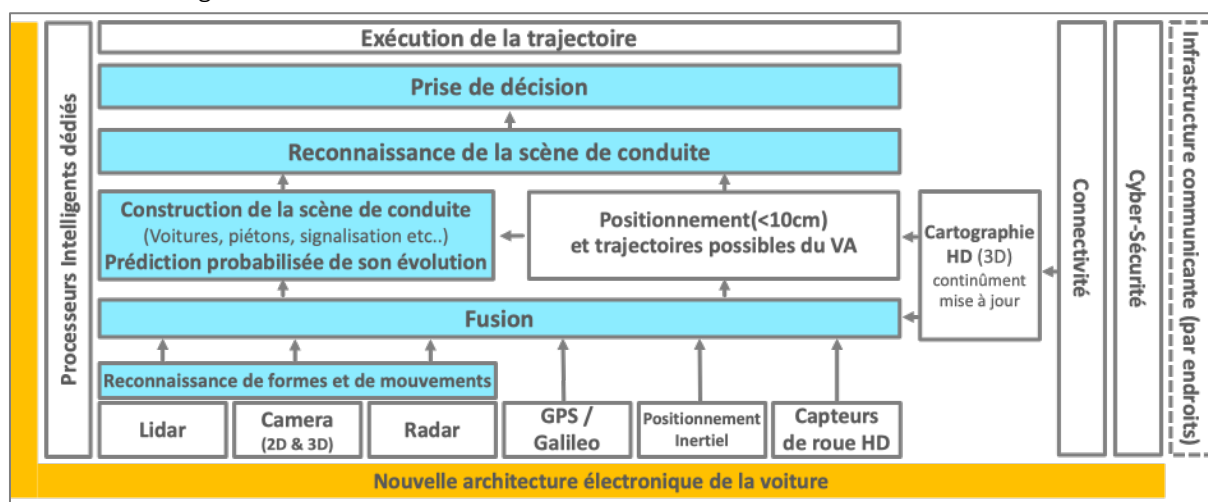 Exécution de la trajectoire
Prise de décision
Reconnaissance de la scène de conduite
Construction de la scène de conduite
(Voitures, piétons, signalisation etc..)
Prédiction probabilisée de son évolution
Positionnement(<10cm)
et trajectoires possibles du VA
Cartographie
HD (3D)
continûment
mise à jour
Fusion
Reconnaissance de formes et de mouvements
Lidar
Camera
(2D & 3D)
Radar
GPS /
Galileo
Positionnement
Inertiel
Capteurs
de roue HD
Processeurs Intelligents dédiés
Connectivité
Cyber-Sécurité
Infrastructure communicante (par endroits)
Nouvelle architecture électronique de la voiture